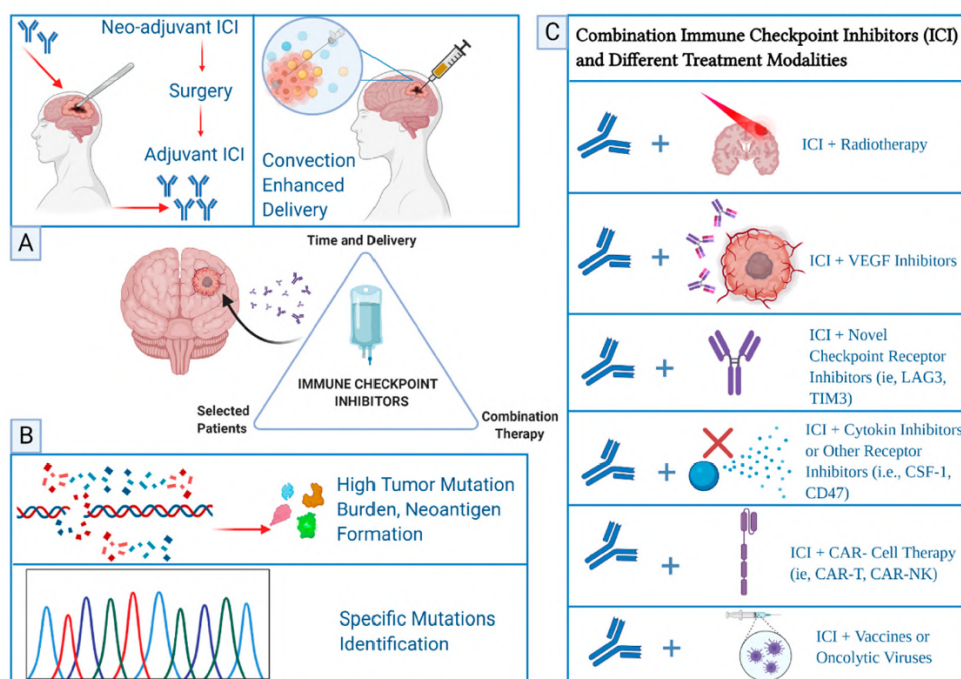 Neo-adjuvant ICI
Surgery
Adjuvant ICI
Convection
Enhanced
Delivery
A
Time and Delivery
IMMUNE CHECKPOINT
INHIBITORS
Selected
Patients
Combination
Therapy
B
High Tumor Mutation
Burden, Neoantigen
Formation
Specific Mutations
Identification
C
Combination Immune Checkpoint Inhibitors (ICI)
and Different Treatment Modalities
+
ICI + Radiotherapy
+
ICI + VEGF Inhibitors
+
ICI + Novel
Checkpoint Receptor
Inhibitors (ie, LAG3,
TIM3)
+
ICI + Cytokin Inhibitors
or Other Receptor
Inhibitors (i.e., CSF-1,
CD47)
+
ICI + CAR- Cell Therapy
(ie, CAR-T, CAR-NK)
+
ICI + Vaccines or
Oncolytic Viruses